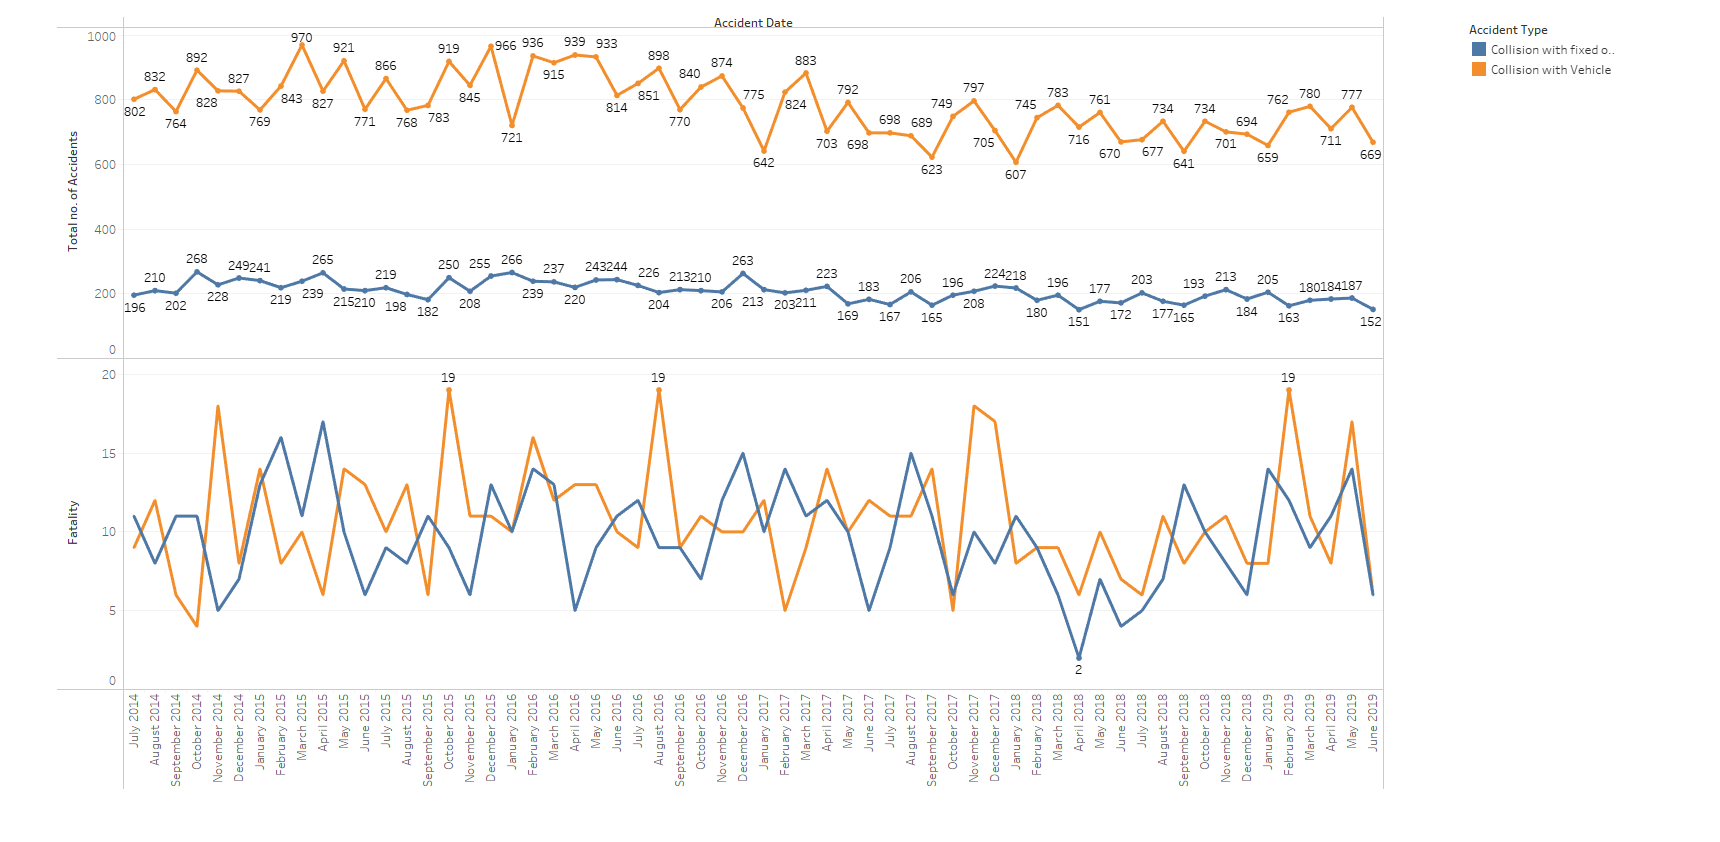 Accident Date
Accident Type
Collision with fixed o..
Collision with Vehicle
Total no. of Accidents
1000
800
600
400
200
0
802 832 764 892 828 827 769 843 970 827 921 771 866 768 783 919 845 966 721 936 915 939 933 814 851 898 770 840 874 775 642 824 883 703 792 698 698 689 623 749 797 705 607 745 783 716 761 670 677 734 641 734 701 694 659 762 780 711 777 669
196 210 202 268 228 249 241 219 239 265 215 210 219 198 182 250 208 255 266 239 237 220 243 244 226 204 213 210 206 263 213 203 211 223 169 183 167 206 165 196 208 224 218 180 196 151 177 172 203 177 165 193 213 184 205 163 180 184 187 152
Fatality
20
15
10
5
0
19 19 19
2
July 2014
August 2014
September 2014
October 2014
November 2014
December 2014
January 2015
February 2015
March 2015
April 2015
May 2015
June 2015
July 2015
August 2015
September 2015
October 2015
November 2015
December 2015
January 2016
February 2016
March 2016
April 2016
May 2016
June 2016
July 2016
August 2016
September 2016
October 2016
November 2016
December 2016
January 2017
February 2017
March 2017
April 2017
May 2017
June 2017
July 2017
August 2017
September 2017
October 2017
November 2017
December 2017
January 2018
February 2018
March 2018
April 2018
May 2018
June 2018
July 2018
August 2018
September 2018
October 2018
November 2018
December 2018
January 2019
February 2019
March 2019
April 2019
May 2019
June 2019